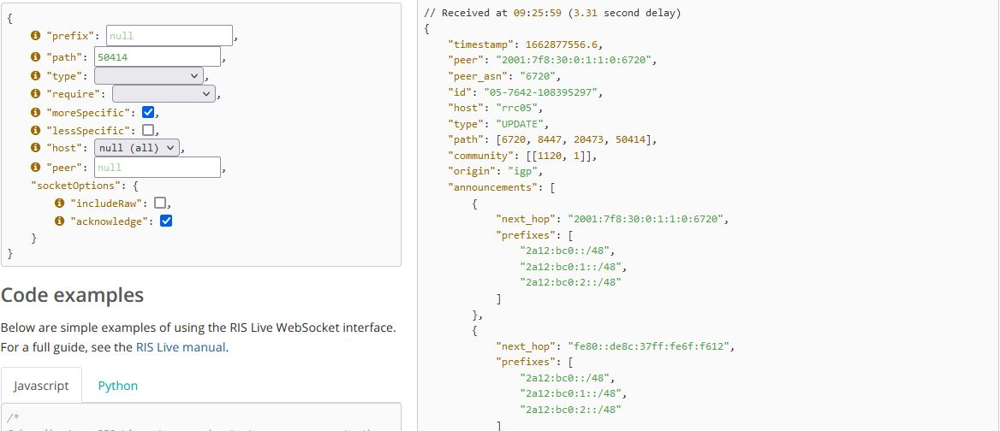 {
"prefix": null,
"path": 50414,
"type": ,
"require": ,
"moreSpecific": ,
"lessSpecific": ,
"host": null (all) ,
"peer": null,
"socketOptions": {
"includeRaw": ,
"acknowledge":
}
}
Code examples
Below are simple examples of using the RIS Live WebSocket interface.
For a full guide, see the RIS Live manual.
Javascript Python
/*
// Received at 09:25:59 (3.31 second delay)
{
"timestamp": 1662877556.6,
"peer": "2001:7f8:30:0:1:1:0:6720",
"peer_asn": "6720",
"id": "05-7642-108395297",
"host": "rrc05",
"type": "UPDATE",
"path": [6720, 8447, 20473, 50414],
"community": [[1120, 1]],
"origin": "igp",
"announcements": [
{
"next_hop": "2001:7f8:30:0:1:1:0:6720",
"prefixes": [
"2a12:bc0::/48",
"2a12:bc0:1::/48",
"2a12:bc0:2::/48"
]
},
{
"next_hop": "fe80::de8c:37ff:fe6f:f612",
"prefixes": [
"2a12:bc0::/48",
"2a12:bc0:1::/48",
"2a12:bc0:2::/48"
]